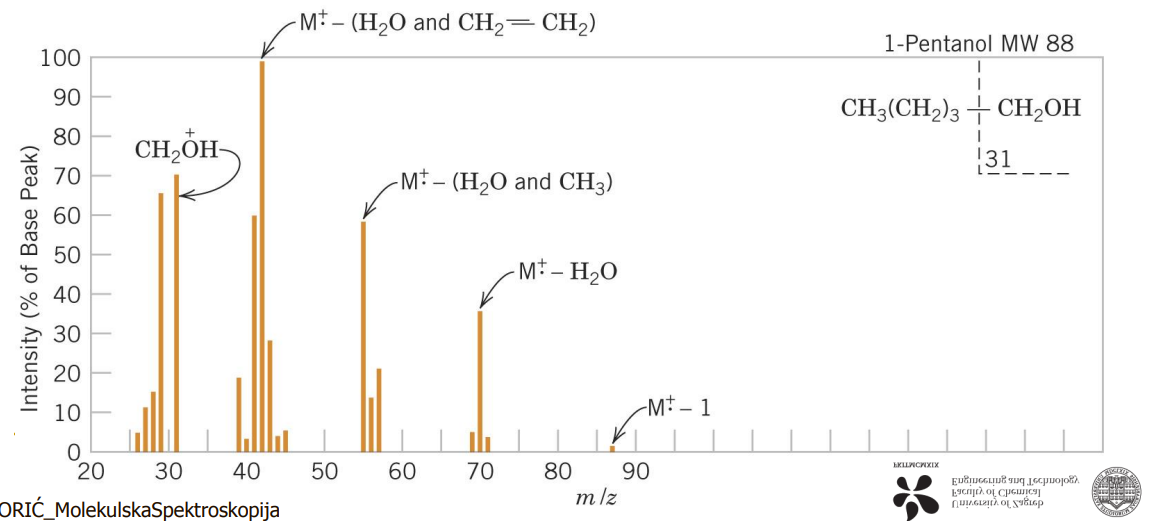 M⁺· – (H₂O and CH₂=CH₂)
1-Pentanol MW 88
CH₃(CH₂)₃ – CH₂OH
31
CH₂O⁺H
M⁺· – (H₂O and CH₃)
M⁺· – H₂O
M⁺· – 1
Intensity (% of Base Peak)
100
90
80
70
60
50
40
30
20
10
0
20 30 40 50 60 70 80 90
m/z
FKITMCMXIX
University of Zagreb
Faculty of Chemical
Engineering and Technology
ORIĆ_MolekulskaSpektroskopija